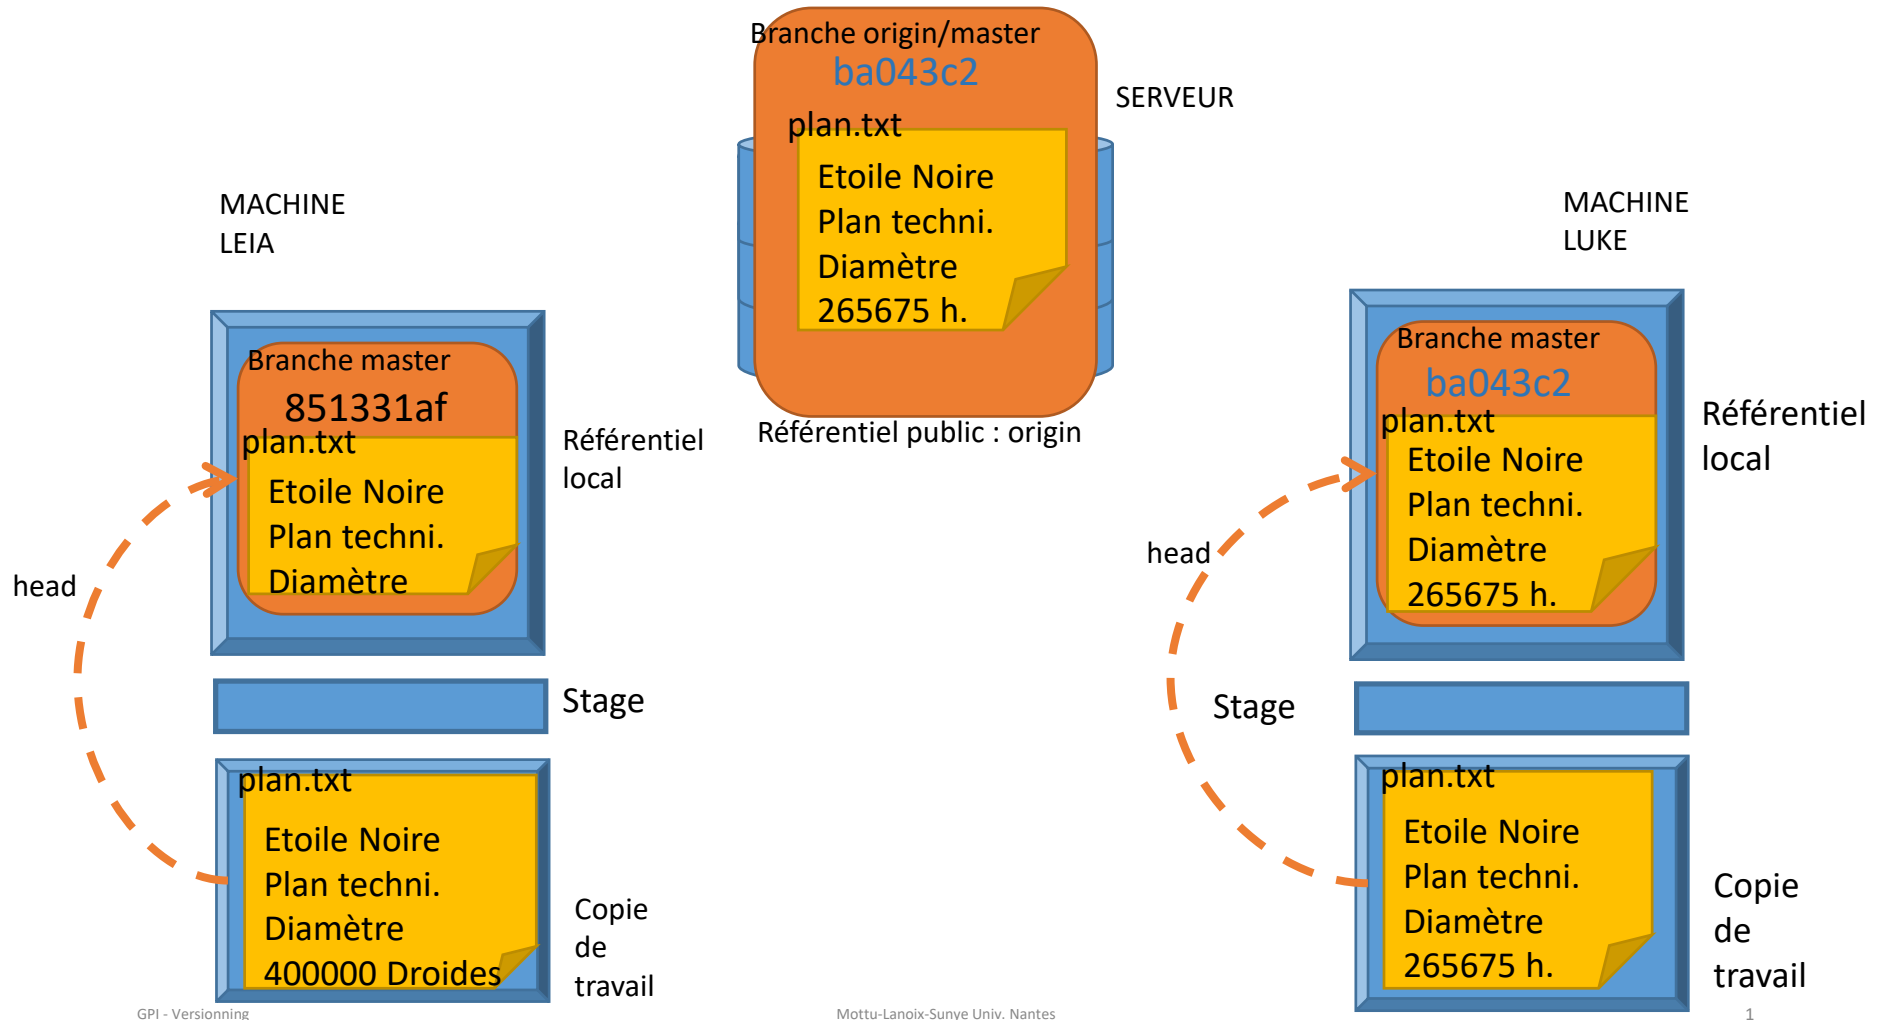 Branche origin/master
ba043c2
SERVEUR
plan.txt
Etoile Noire
Plan techni.
Diamètre
265675 h.
Référentiel public : origin
MACHINE
LEIA
Branche master
851331af
plan.txt
Etoile Noire
Plan techni.
Diamètre
Référentiel
local
head
Stage
plan.txt
Etoile Noire
Plan techni.
Diamètre
400000 Droides
Copie
de
travail
MACHINE
LUKE
Branche master
ba043c2
plan.txt
Etoile Noire
Plan techni.
Diamètre
265675 h.
Référentiel
local
head
Stage
plan.txt
Etoile Noire
Plan techni.
Diamètre
265675 h.
Copie
de
travail
GPI - Versionning
Mottu-Lanoix-Sunye Univ. Nantes
1